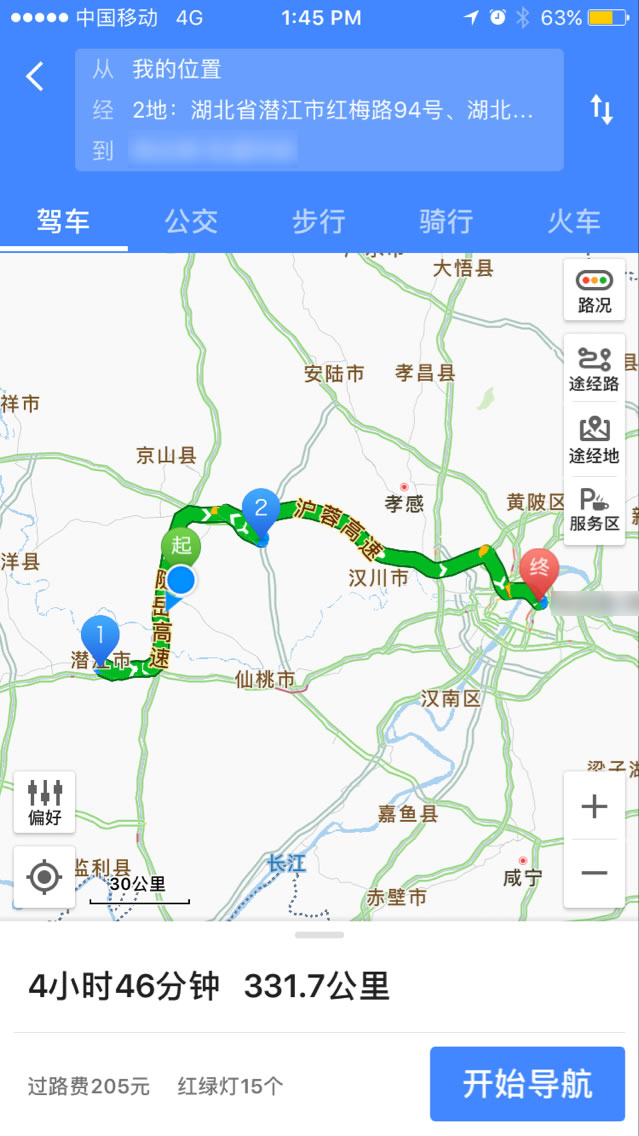 中国移动 4G 1:45 PM 63%
从 我的位置
经 2地：湖北省潜江市红梅路94号、湖北...
到
驾车 公交 步行 骑行 火车
大悟县
路况
安陆市 孝昌县
途经路
祥市
京山县
途经地
孝感
黄陂区
服务区
2
沪蓉高速
起
终
洋县
汉川市
随岳高速
1
潜江市
仙桃市
汉南区
梁子湖
偏好
嘉鱼县
监利县
长江
咸宁
30公里
赤壁市
4小时46分钟 331.7公里
过路费205元 红绿灯15个
开始导航